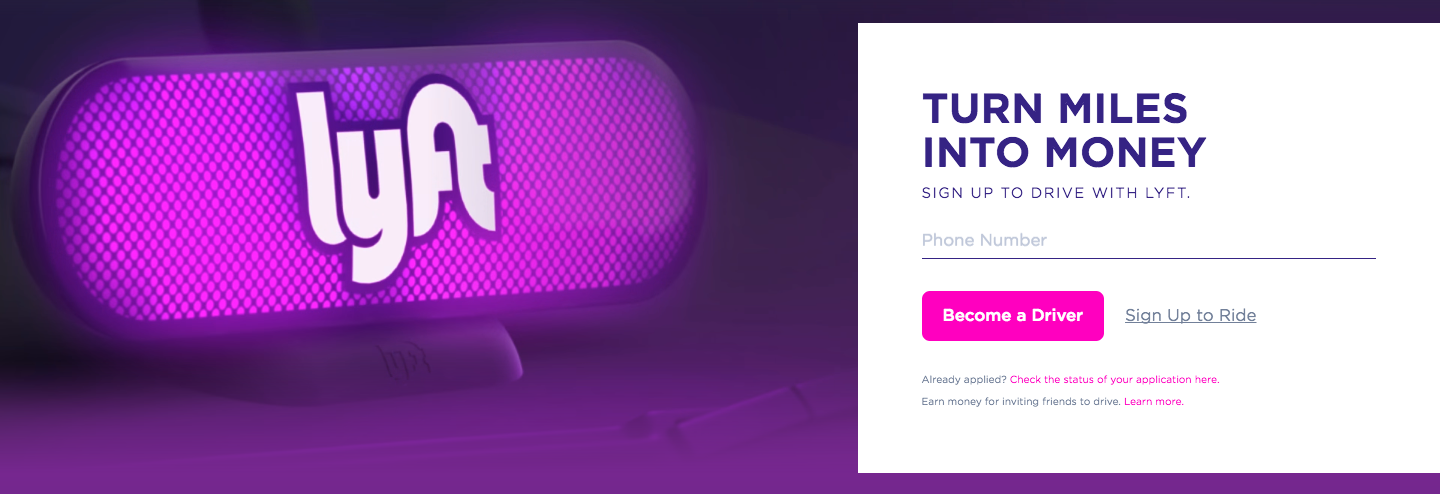 lyft
lyft
TURN MILES
INTO MONEY
SIGN UP TO DRIVE WITH LYFT.
Phone Number
Become a Driver Sign Up to Ride
Already applied? Check the status of your application here.
Earn money for inviting friends to drive. Learn more.